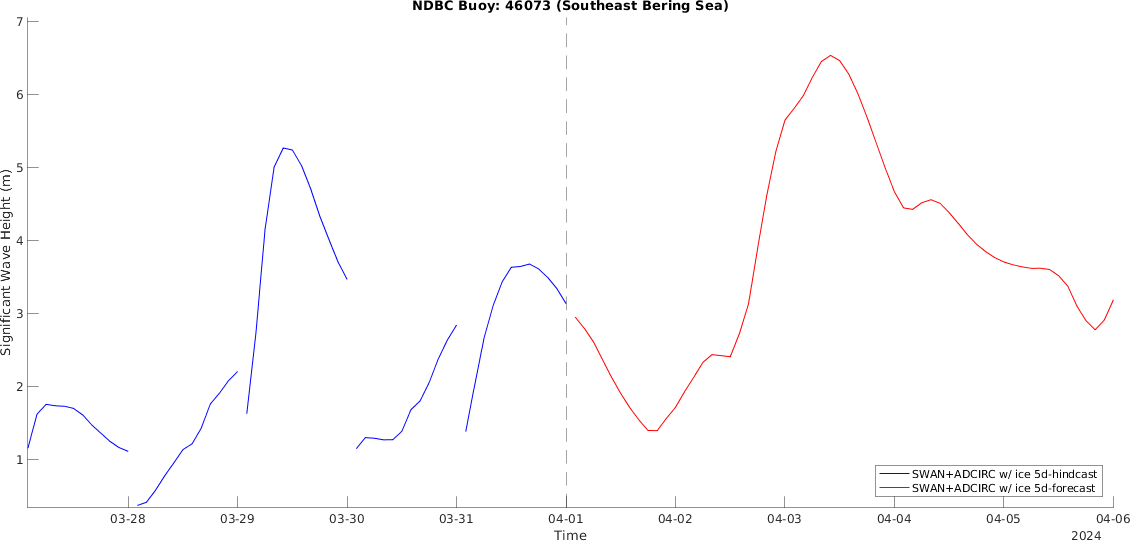 NDBC Buoy: 46073 (Southeast Bering Sea)
7
6
5
4
3
2
1
Significant Wave Height (m)
SWAN+ADCIRC w/ ice 5d-hindcast
SWAN+ADCIRC w/ ice 5d-forecast
03-28 03-29 03-30 03-31 04-01 04-02 04-03 04-04 04-05 04-06
Time
2024